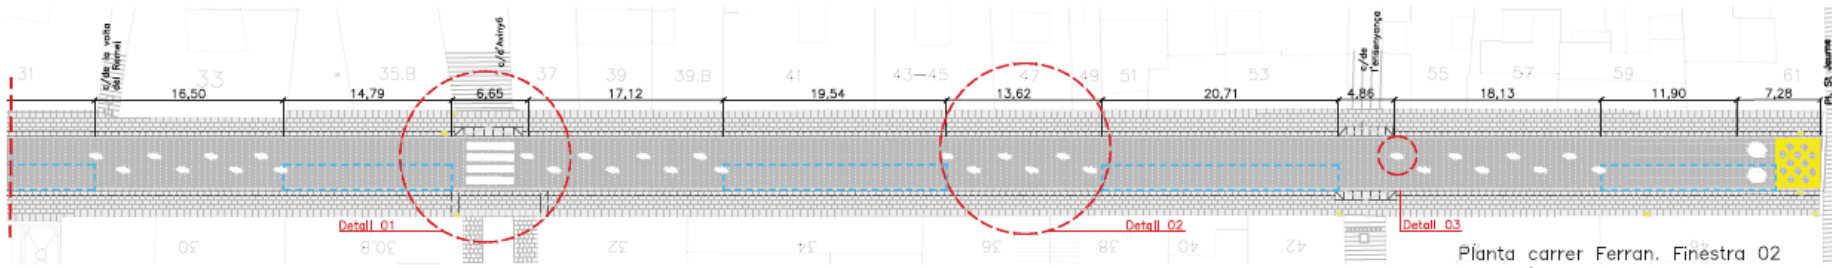 c/de la volta
del Remei
c/d'Avinyó
c/de
l'ensenyança
Pl. St. Jaume
31
33
35.B
37
39
39.B
41
43-45
47
49
51
53
55
57
59
61
16,50
14,79
6,65
17,12
19,54
13,62
20,71
4,86
18,13
11,90
7,28
Detall 01
Detall 02
Detall 03
30
30.B
32
34
36
38
40
42
Planta carrer Ferran. Finestra 02